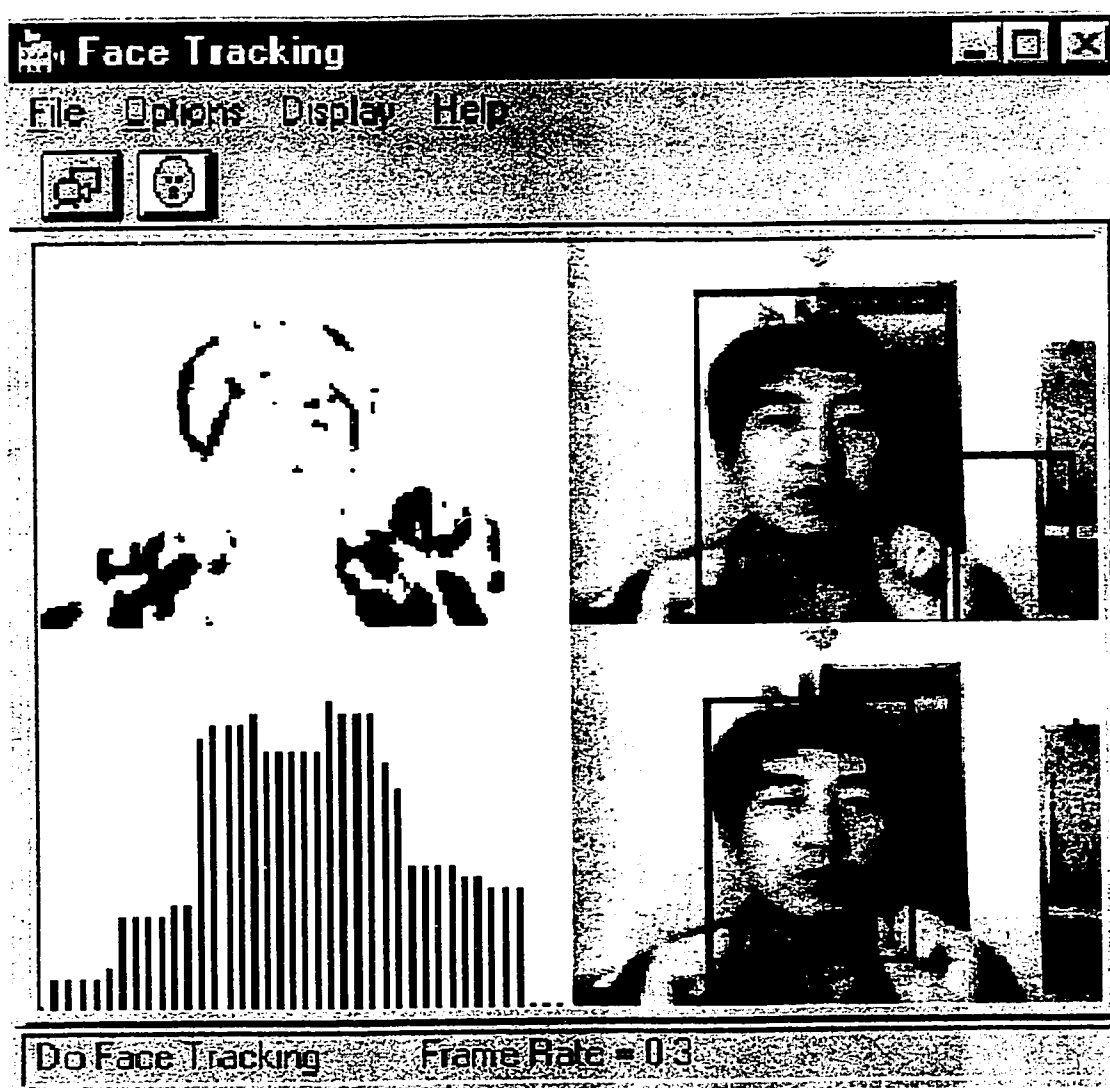 Face Tracking
File Options Display Help
Do Face Tracking Frame Rate = 0.3